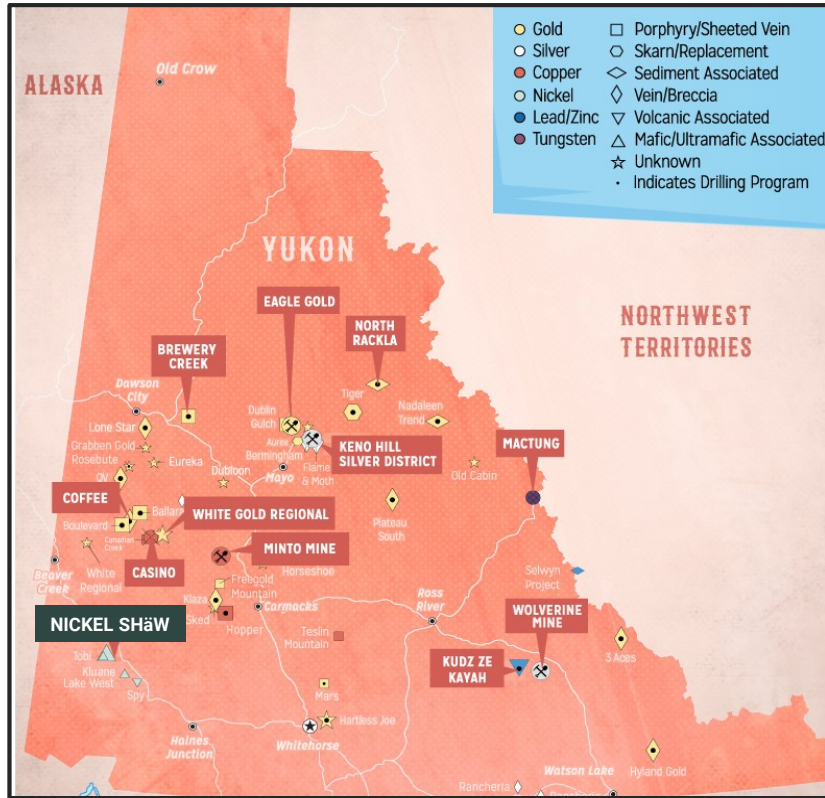 Gold
Silver
Copper
Nickel
Lead/Zinc
Tungsten
Porphyry/Sheeted Vein
Skarn/Replacement
Sediment Associated
Vein/Breccia
Volcanic Associated
Mafic/Ultramafic Associated
Unknown
Indicates Drilling Program
Old Crow
ALASKA
YUKON
NORTHWEST
TERRITORIES
EAGLE GOLD
NORTH
RACKLA
BREWERY
CREEK
Dawson
City
Tiger
Dublin
Gulch
Nadaleen
Trend
Lone Star
Aurex
Bermingham
KENO HILL
SILVER DISTRICT
MACTUNG
Grabben Gold
Rosebute
Eureka
Flame
& Moth
Mayo
Dubloon
Old Cabin
QV
COFFEE
Ballara
WHITE GOLD REGIONAL
Boulevard
Canadian
Creek
Plateau
South
CASINO
MINTO MINE
White
Regional
Horseshoe
Beaver
Creek
Freegold
Mountain
Selwyn
Project
Klaza
Sked
Carmacks
Ross
River
WOLVERINE
MINE
NICKEL SHäW
Hopper
Teslin
Mountain
Tobi
KUDZ ZE
KAYAH
3 Aces
Kluane
Lake West
Spy
Mars
Hartless Joe
Haines
Junction
Whitehorse
Watson Lake
Hyland Gold
Rancheria